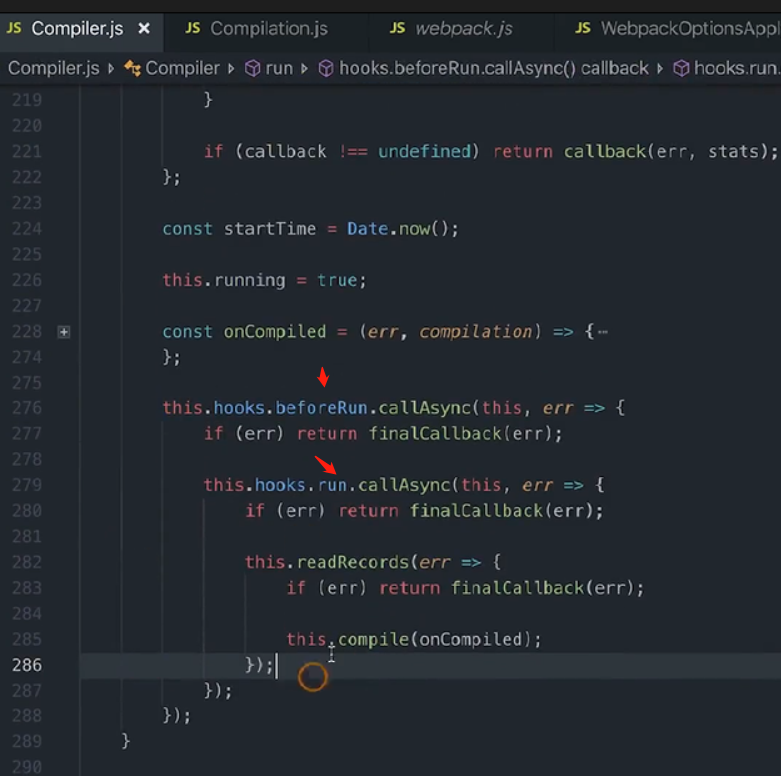 JS Compiler.js × JS Compilation.js JS webpack.js JS WebpackOptionsAppl
Compiler.js Compiler run hooks.beforeRun.callAsync() callback hooks.run.
219 }
220
221 if (callback !== undefined) return callback(err, stats);
222 };
223
224 const startTime = Date.now();
225
226 this.running = true;
227
228 const onCompiled = (err, compilation) => {⋯
274 };
275
276 this.hooks.beforeRun.callAsync(this, err => {
277 if (err) return finalCallback(err);
278
279 this.hooks.run.callAsync(this, err => {
280 if (err) return finalCallback(err);
281
282 this.readRecords(err => {
283 if (err) return finalCallback(err);
284
285 this.compile(onCompiled);
286 });
287 });
288 });
289 }
290